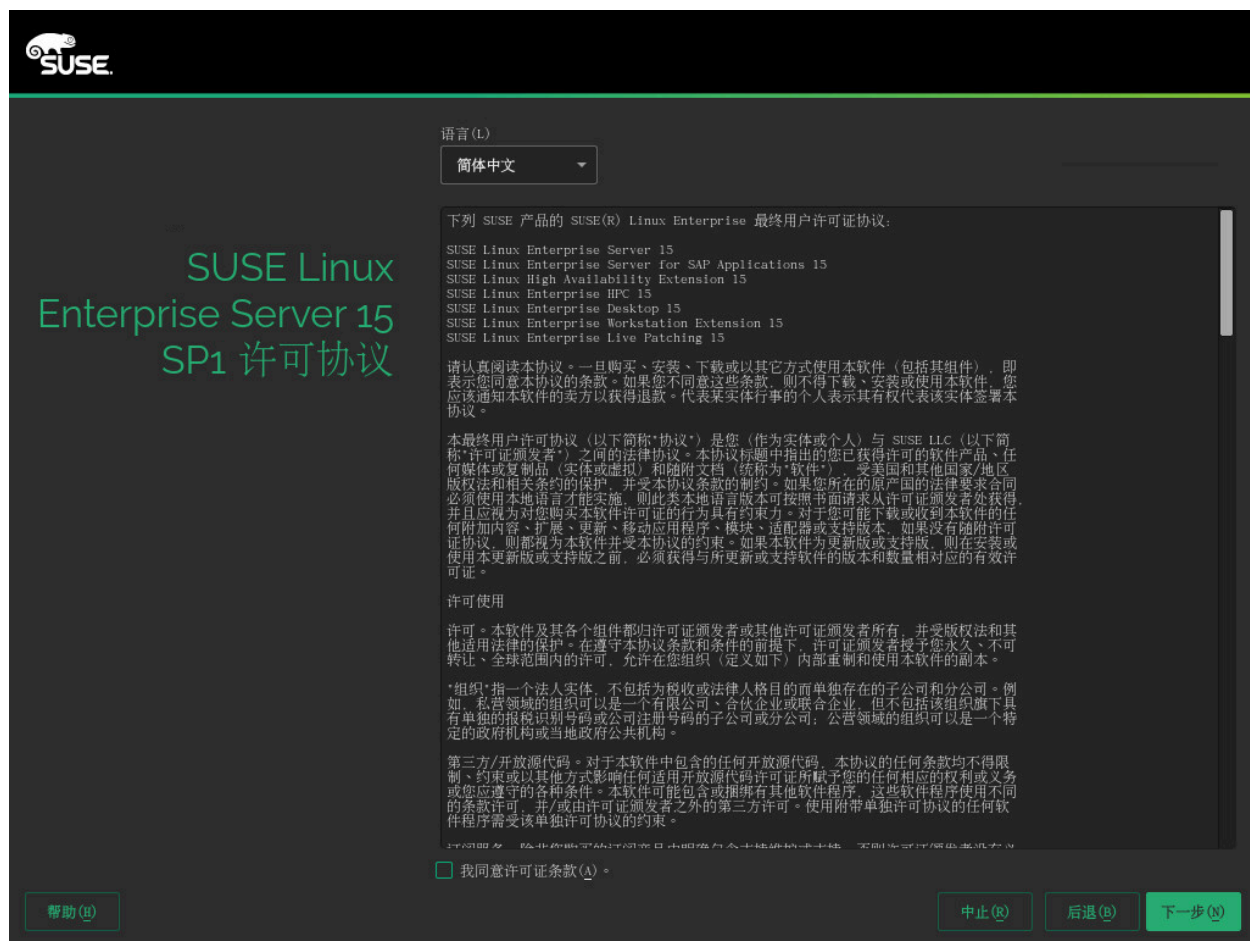 SUSE.
语言(L)
简体中文
SUSE Linux
Enterprise Server 15
SP1 许可协议
下列 SUSE 产品的 SUSE(R) Linux Enterprise 最终用户许可证协议：
SUSE Linux Enterprise Server 15
SUSE Linux Enterprise Server for SAP Applications 15
SUSE Linux High Availability Extension 15
SUSE Linux Enterprise HPC 15
SUSE Linux Enterprise Desktop 15
SUSE Linux Enterprise Workstation Extension 15
SUSE Linux Enterprise Live Patching 15
请认真阅读本协议。一旦购买、安装、下载或以其它方式使用本软件（包括其组件），即
表示您同意本协议的条款。如果您不同意这些条款，则不得下载、安装或使用本软件，您
应该通知本软件的卖方以获得退款。代表某实体行事的个人表示其有权代表该实体签署本
协议。
本最终用户许可协议（以下简称"协议"）是您（作为实体或个人）与 SUSE LLC（以下简
称"许可证颁发者"）之间的法律协议。本协议标题中指出的您已获得许可的软件产品、任
何媒体或复制品（实体或虚拟）和随附文档（统称为"软件"），受美国和其他国家/地区
版权法和相关条约的保护，并受本协议条款的制约。如果您所在的原产国的法律要求合同
必须使用本地语言才能实施，则此类本地语言版本可按照书面请求从许可证颁发者处获得，
并且应视为对您购买本软件许可证的行为具有约束力。对于您可能下载或收到本软件的任
何附加内容、扩展、更新、移动应用程序、模块、适配器或支持版本，如果没有随附许可
证协议，则都视为本软件并受本协议的约束。如果本软件为更新版或支持版，则在安装或
使用本更新版或支持版之前，必须获得与所更新或支持软件的版本和数量相对应的有效许
可证。
许可使用
许可。本软件及其各个组件都归许可证颁发者或其他许可证颁发者所有，并受版权法和其
他适用法律的保护。在遵守本协议条款和条件的前提下，许可证颁发者授予您永久、不可
转让、全球范围内的许可，允许在您组织（定义如下）内部重制和使用本软件的副本。
"组织"指一个法人实体，不包括为税收或法律人格目的而单独存在的子公司和分公司。例
如，私营领域的组织可以是一个有限公司、合伙企业或联合企业，但不包括该组织旗下具
有单独的报税识别号码或公司注册号码的子公司或分公司；公营领域的组织可以是一个特
定的政府机构或当地政府公共机构。
第三方/开放源代码。对于本软件中包含的任何开放源代码，本协议的任何条款均不得限
制、约束或以其他方式影响任何适用开放源代码许可证所赋予您的任何相应的权利或义务
或您应遵守的各种条件。本软件可能包含或捆绑有其他软件程序，这些软件程序使用不同
的条款许可，并/或由许可证颁发者之外的第三方许可。使用附带单独许可协议的任何软
件程序需受该单独许可协议的约束。
我同意许可证条款(A)。
帮助(H)
中止(R)
后退(B)
下一步(N)